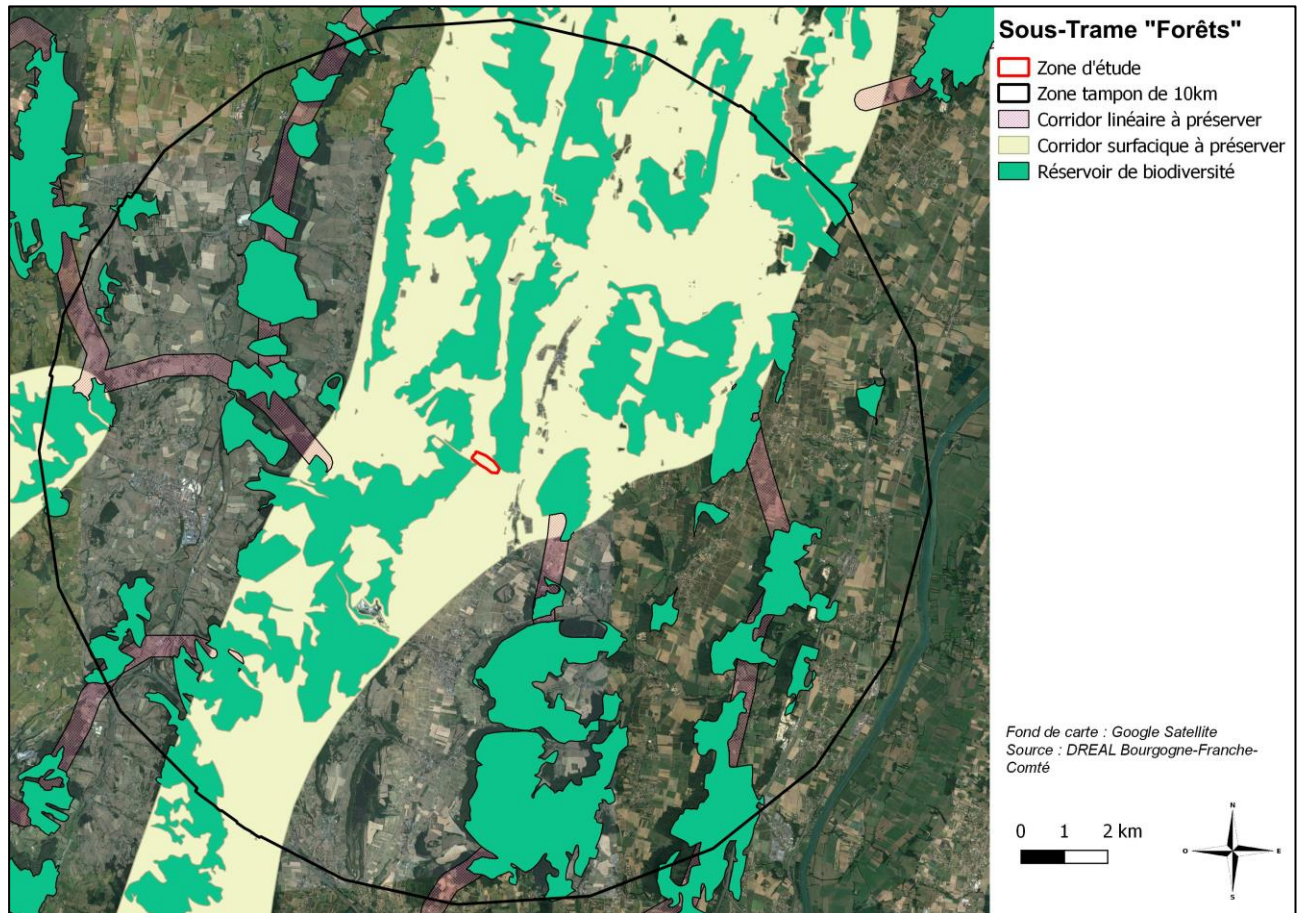 Sous-Trame "Forêts"
Zone d'étude
Zone tampon de 10km
Corridor linéaire à préserver
Corridor surfacique à préserver
Réservoir de biodiversité
Fond de carte : Google Satellite
Source : DREAL Bourgogne-Franche-
Comté
0 1 2 km
N
O E
S